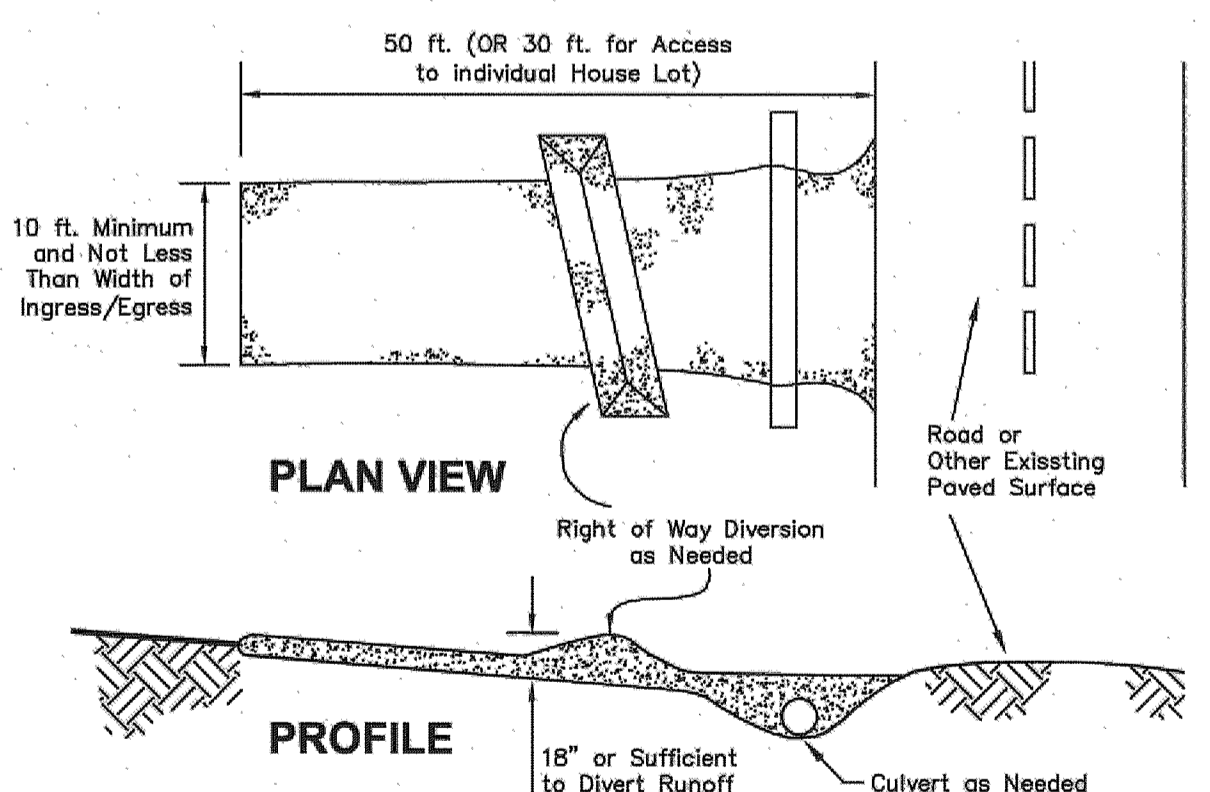 50 ft. (OR 30 ft. for Access
to individual House Lot)
10 ft. Minimum
and Not Less
Than Width of
Ingress/Egress
PLAN VIEW
Road or
Other Exissting
Paved Surface
Right of Way Diversion
as Needed
PROFILE
18" or Sufficient
to Divert Runoff
Culvert as Needed